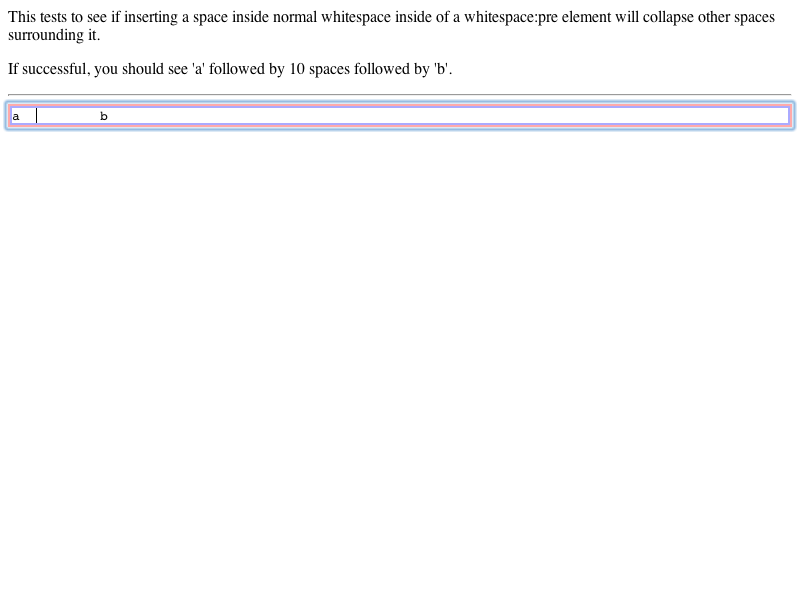 This tests to see if inserting a space inside normal whitespace inside of a whitespace:pre element will collapse other spaces
surrounding it.
If successful, you should see 'a' followed by 10 spaces followed by 'b'.
a          b